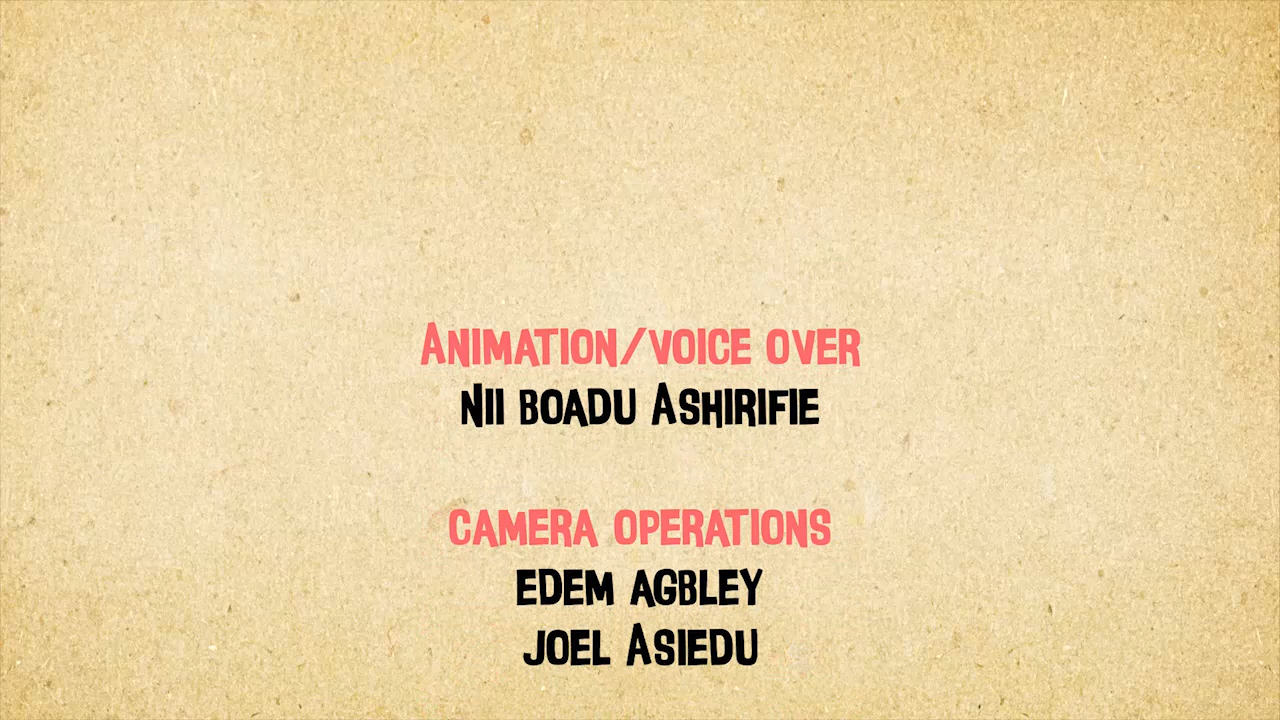 Animation/voice over
Nii boadu Ashirifie
camera operations
Edem Agbley
Joel Asiedu